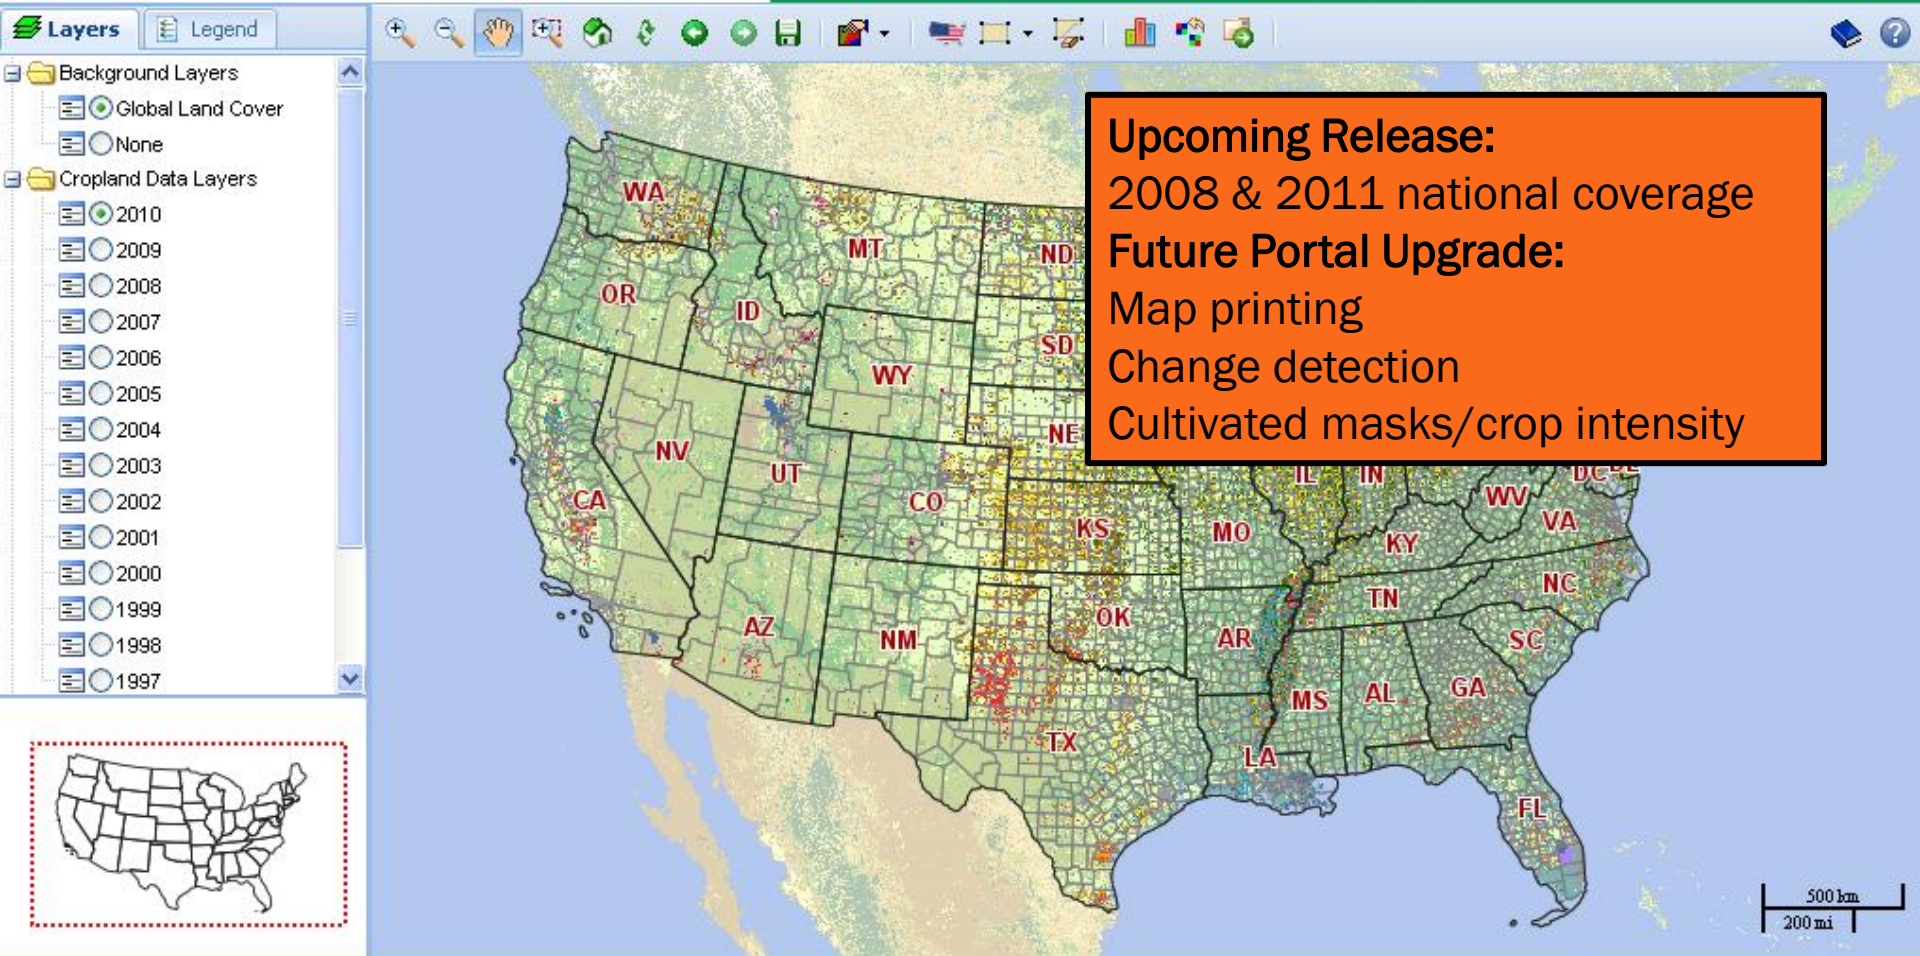 Layers
Legend
Background Layers
Global Land Cover
None
Cropland Data Layers
2010
2009
2008
2007
2006
2005
2004
2003
2002
2001
2000
1999
1998
1997
Upcoming Release:
2008 & 2011 national coverage
Future Portal Upgrade:
Map printing
Change detection
Cultivated masks/crop intensity
WA
MT
ND
OR
ID
SD
WY
NE
NV
UT
CO
CA
KS
MO
IL
IN
WV
DC
DE
VA
KY
NC
TN
AZ
NM
OK
AR
SC
MS
AL
GA
TX
LA
FL
500 km
200 mi